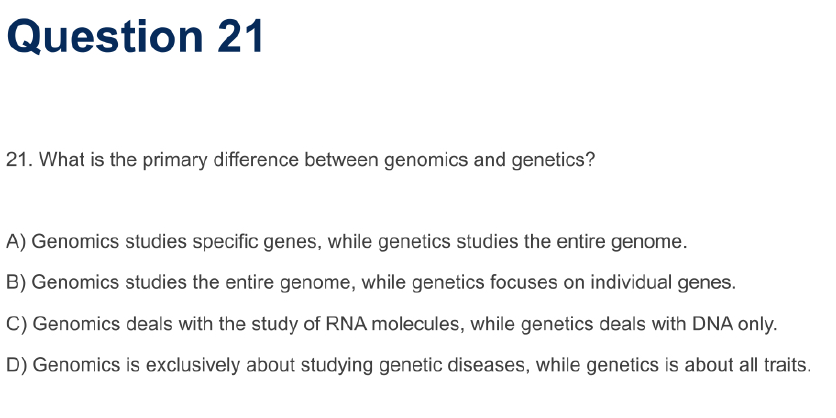 Question 21
21. What is the primary difference between genomics and genetics?
A) Genomics studies specific genes, while genetics studies the entire genome.
B) Genomics studies the entire genome, while genetics focuses on individual genes.
C) Genomics deals with the study of RNA molecules, while genetics deals with DNA only.
D) Genomics is exclusively about studying genetic diseases, while genetics is about all traits.